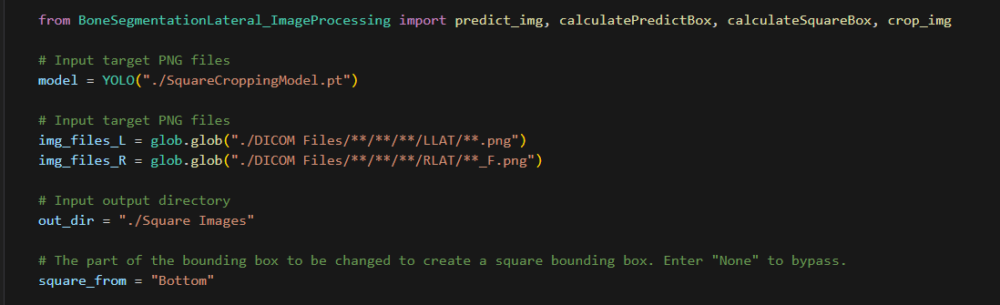 from BoneSegmentationLateral_ImageProcessing import predict_img, calculatePredictBox, calculateSquareBox, crop_img
# Input target PNG files
model = YOLO("./SquareCroppingModel.pt")
# Input target PNG files
img_files_L = glob.glob("./DICOM Files/**/**/**/LLAT/**.png")
img_files_R = glob.glob("./DICOM Files/**/**/**/RLAT/**_F.png")
# Input output directory
out_dir = "./Square Images"
# The part of the bounding box to be changed to create a square bounding box. Enter "None" to bypass.
square_from = "Bottom"